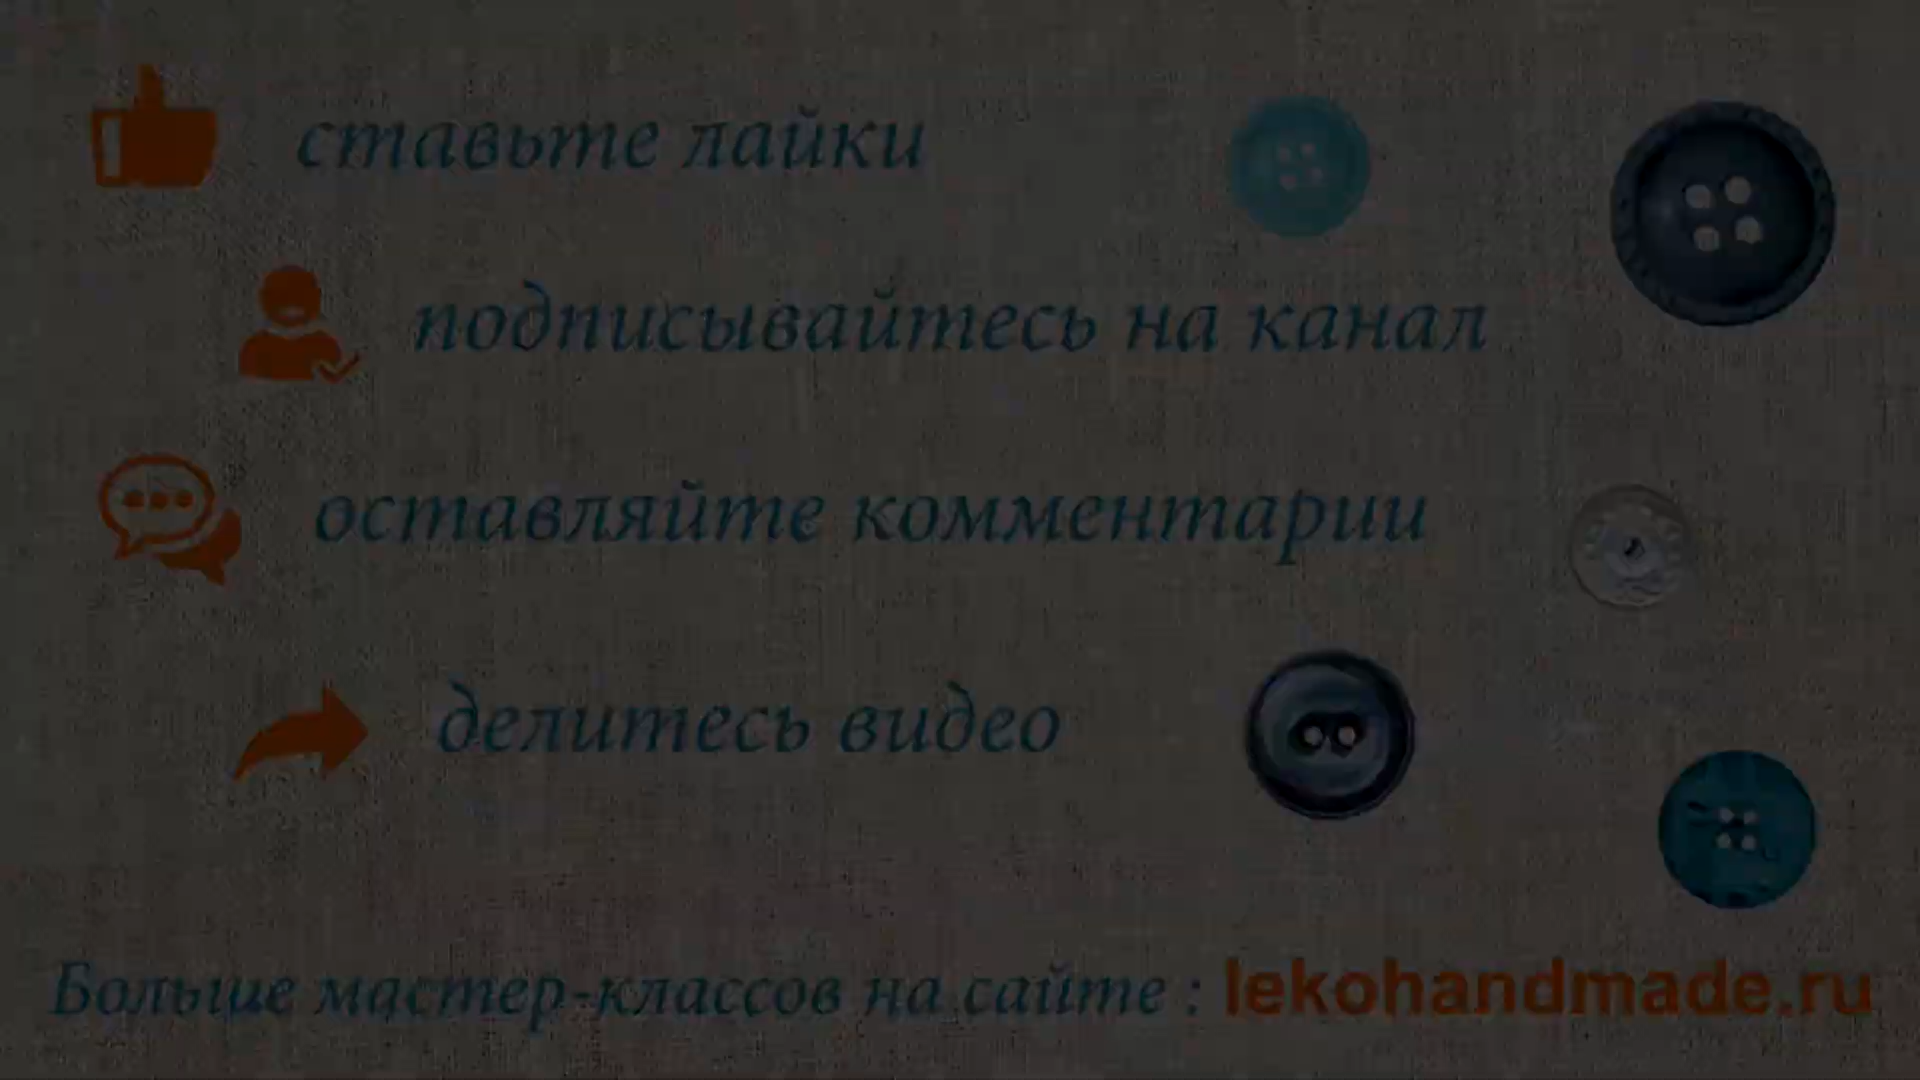 ставьте лайки
подписывайтесь на канал
оставляйте комментарии
делитесь видео
Больше мастер-классов на сайте : lekohandmade.ru